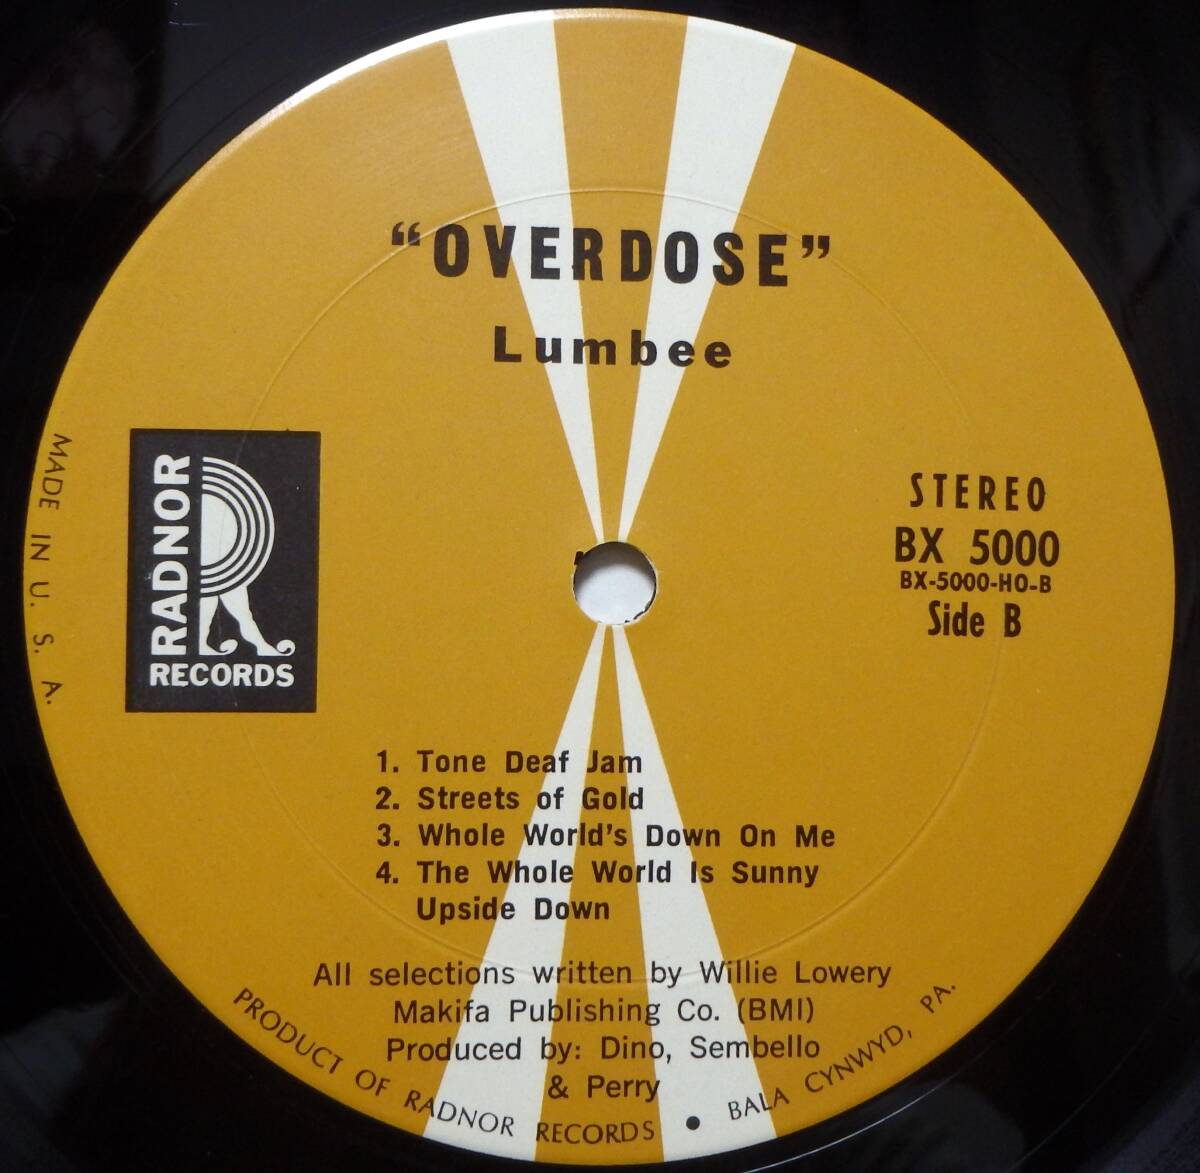 "OVERDOSE"
Lumbee
RADNOR
RECORDS
STEREO
BX 5000
BX-5000-HO-B
Side B
MADE IN U. S. A.
1. Tone Deaf Jam
2. Streets of Gold
3. Whole World's Down On Me
4. The Whole World Is Sunny
Upside Down
All selections written by Willie Lowery
Makifa Publishing Co. (BMI)
Produced by: Dino, Sembello
& Perry
PRODUCT OF RADNOR RECORDS • BALA CYNWYD, PA.